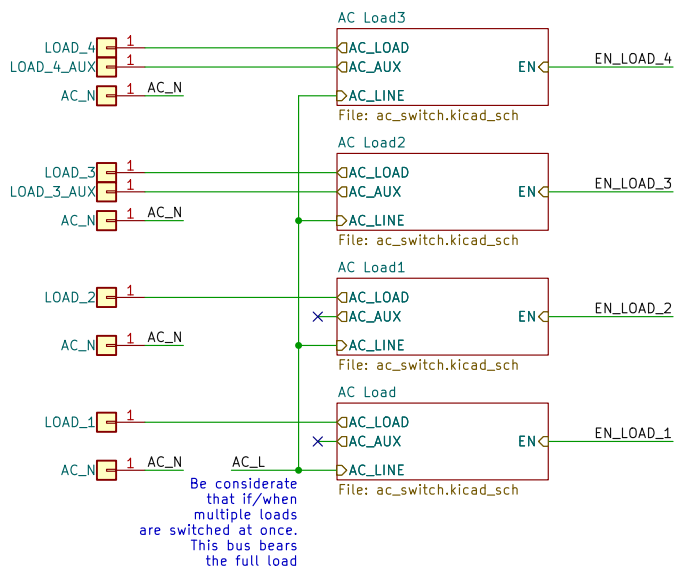 AC Load3
LOAD_4 1 AC_LOAD
LOAD_4_AUX 1 AC_AUX EN EN_LOAD_4
AC_N 1 AC_N AC_LINE
File: ac_switch.kicad_sch
AC Load2
LOAD_3 1 AC_LOAD
LOAD_3_AUX 1 AC_AUX EN EN_LOAD_3
AC_N 1 AC_N AC_LINE
File: ac_switch.kicad_sch
AC Load1
LOAD_2 1 AC_LOAD
AC_AUX EN EN_LOAD_2
AC_N 1 AC_N AC_LINE
File: ac_switch.kicad_sch
AC Load
LOAD_1 1 AC_LOAD
AC_AUX EN EN_LOAD_1
AC_N 1 AC_N AC_L AC_LINE
File: ac_switch.kicad_sch
Be considerate
that if/when
multiple loads
are switched at once.
This bus bears
the full load